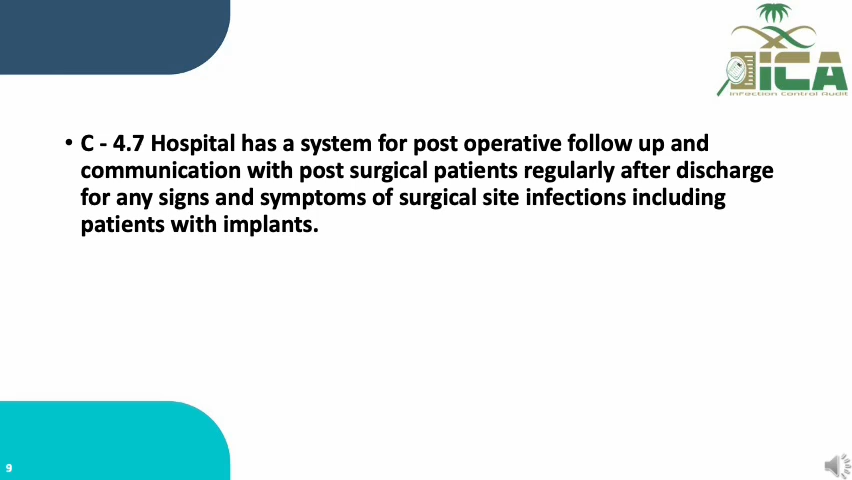 iCA
Infection Control Audit
• C - 4.7 Hospital has a system for post operative follow up and
communication with post surgical patients regularly after discharge
for any signs and symptoms of surgical site infections including
patients with implants.
9